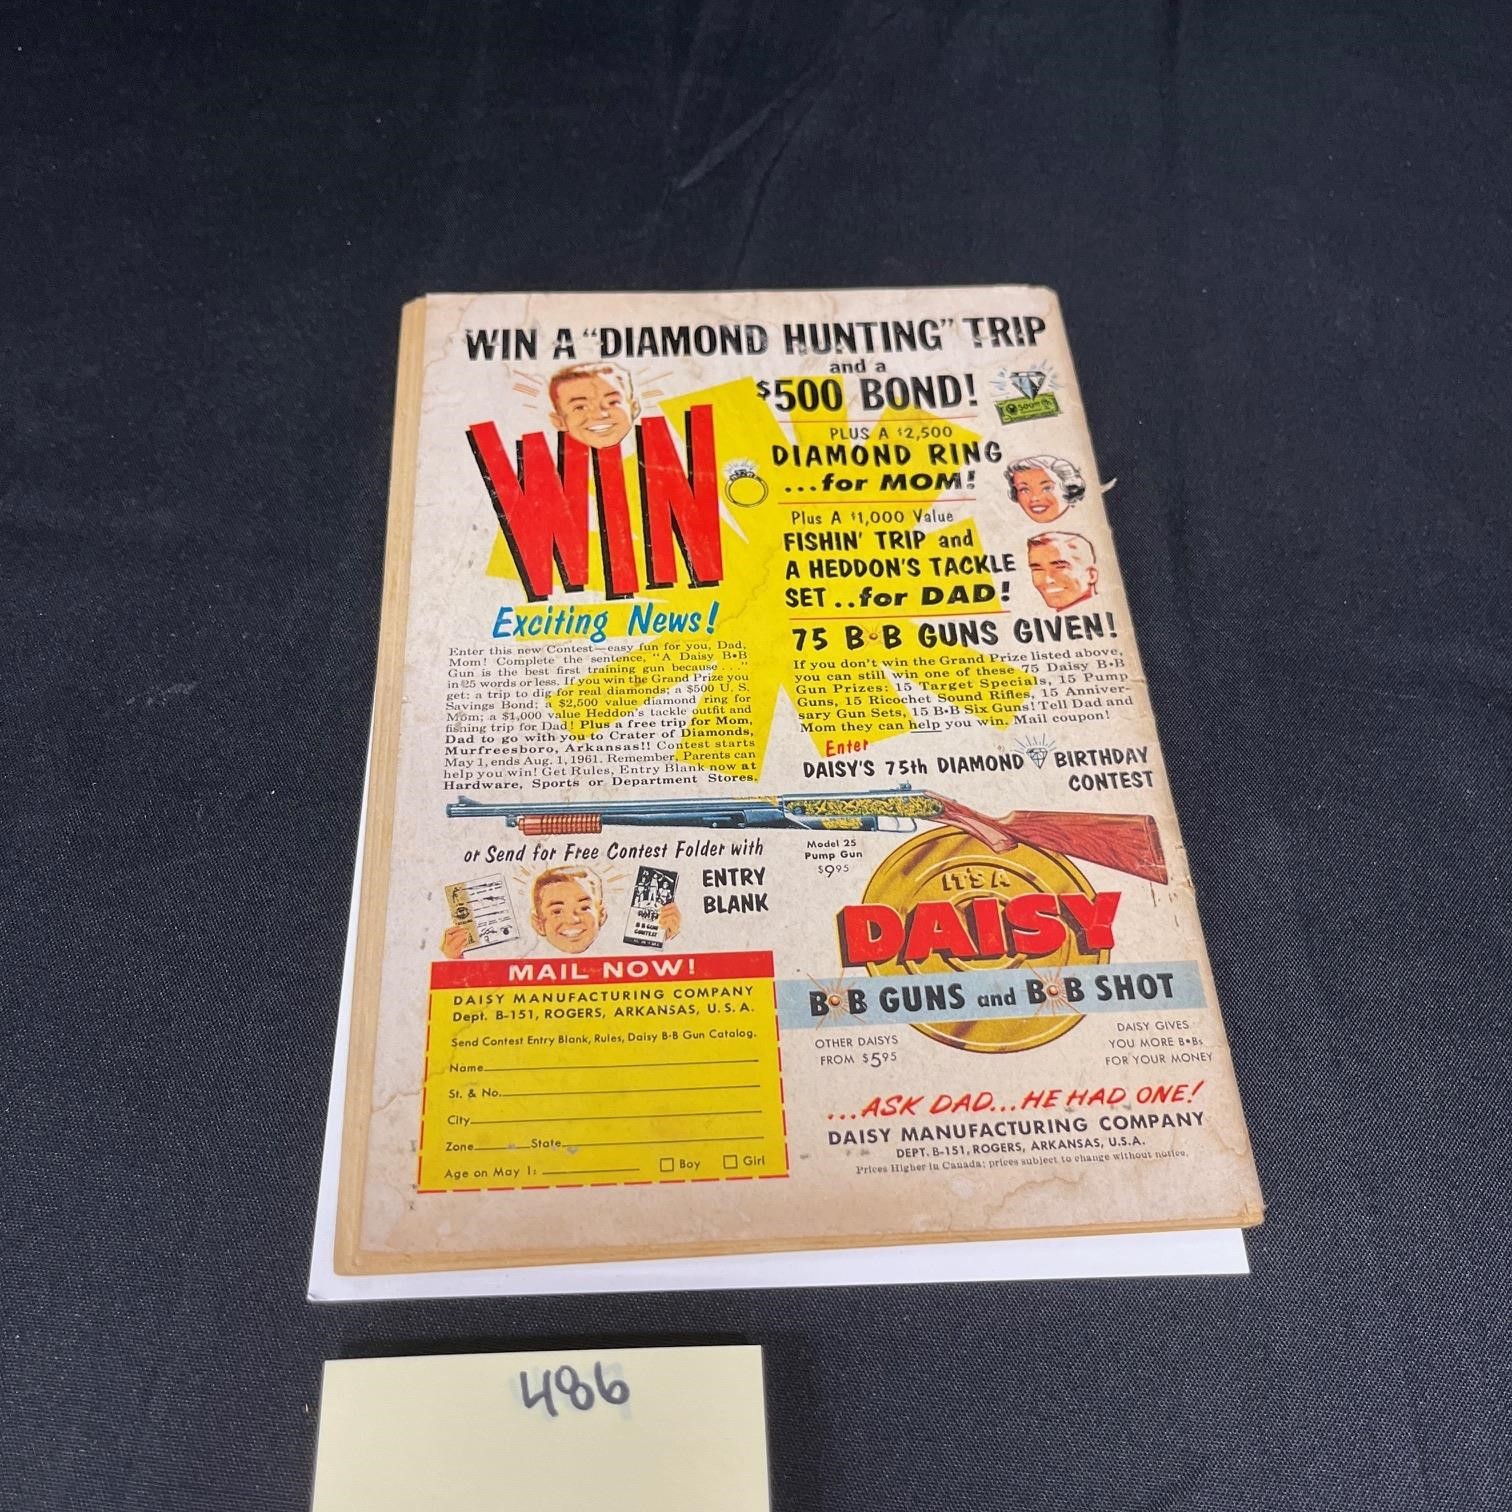 WIN A "DIAMOND HUNTING" TRIP
and a
$500 BOND!
WIN
PLUS A $2,500
DIAMOND RING
...for MOM!
Plus A $1,000 Value
FISHIN' TRIP and
A HEDDON'S TACKLE
SET..for DAD!
Exciting News!
Enter this new Contest—easy fun for you, Dad,
Mom! Complete the sentence, "A Daisy B•B
Gun is the best first training gun because . . ."
in 25 words or less. If you win the Grand Prize you
get: a trip to dig for real diamonds; a $500 U. S.
Savings Bond; a $2,500 value diamond ring for
Mom; a $1,000 value Heddon's tackle outfit and
fishing trip for Dad! Plus a free trip for Mom,
Dad to go with you to Crater of Diamonds,
Murfreesboro, Arkansas!! Contest starts
May 1, ends Aug. 1, 1961. Remember, Parents can
help you win! Get Rules, Entry Blank now at
Hardware, Sports or Department Stores.
75 B•B GUNS GIVEN!
If you don't win the Grand Prize listed above,
you can still win one of these 75 Daisy B•B
Gun Prizes: 15 Target Specials, 15 Pump
Guns, 15 Ricochet Sound Rifles, 15 Anniver-
sary Gun Sets, 15 B•B Six Guns! Tell Dad and
Mom they can help you win. Mail coupon!
Enter
DAISY'S 75th DIAMOND BIRTHDAY
CONTEST
or Send for Free Contest Folder with
ENTRY
BLANK
Model 25
Pump Gun
$9.95
IT'S A
DAISY
B•B GUNS and B•B SHOT
OTHER DAISYS
FROM $5.95
DAISY GIVES
YOU MORE B•Bs
FOR YOUR MONEY
MAIL NOW!
DAISY MANUFACTURING COMPANY
Dept. B-151, ROGERS, ARKANSAS, U. S. A.
Send Contest Entry Blank, Rules, Daisy B•B Gun Catalog.
Name
St. & No.
City
Zone State
Age on May 1: Boy Girl
...ASK DAD...HE HAD ONE!
DAISY MANUFACTURING COMPANY
DEPT. B-151, ROGERS, ARKANSAS, U.S.A.
Prices Higher in Canada; prices subject to change without notice.
486